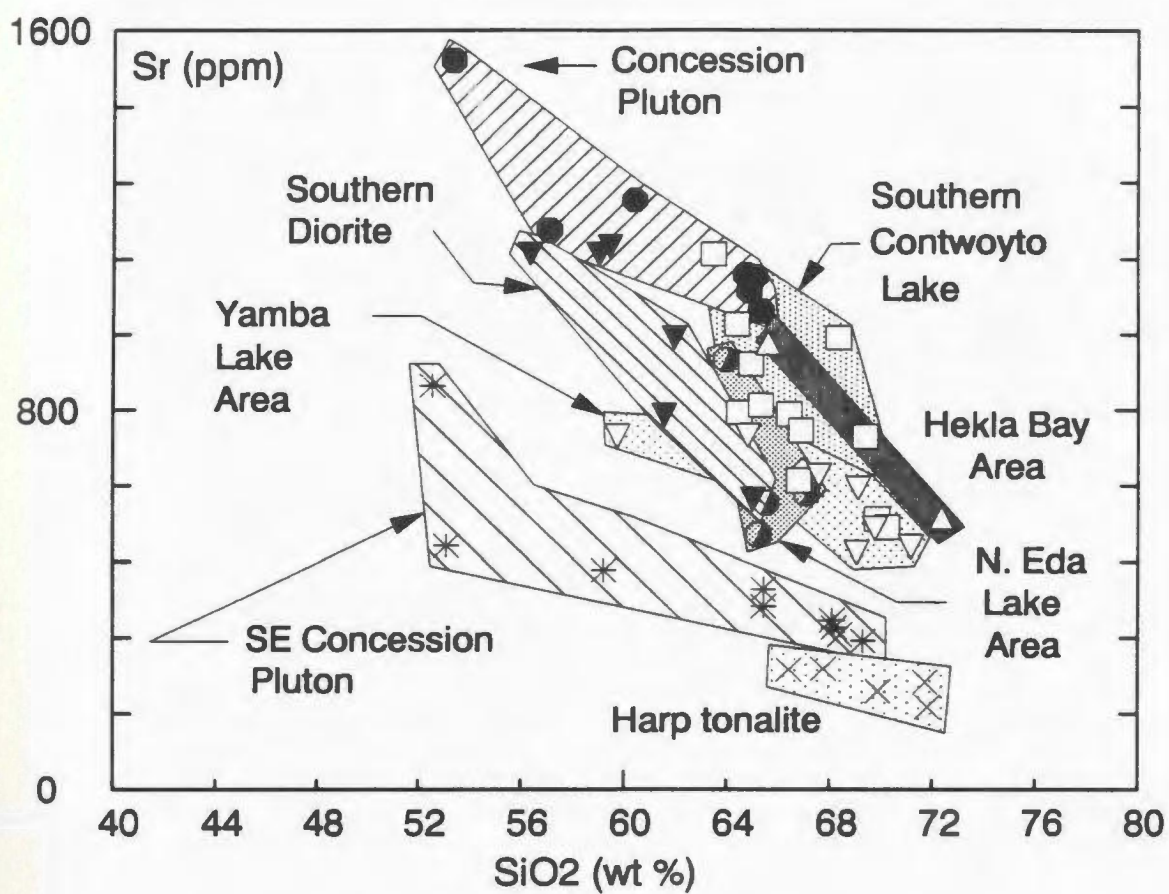 1600
Sr (ppm)
Concession
Pluton
Southern
Diorite
Southern
Contwoyto
Lake
Yamba
Lake
Area
800
Hekla Bay
Area
N. Eda
Lake
Area
SE Concession
Pluton
Harp tonalite
0
40 44 48 52 56 60 64 68 72 76 80
SiO2 (wt %)